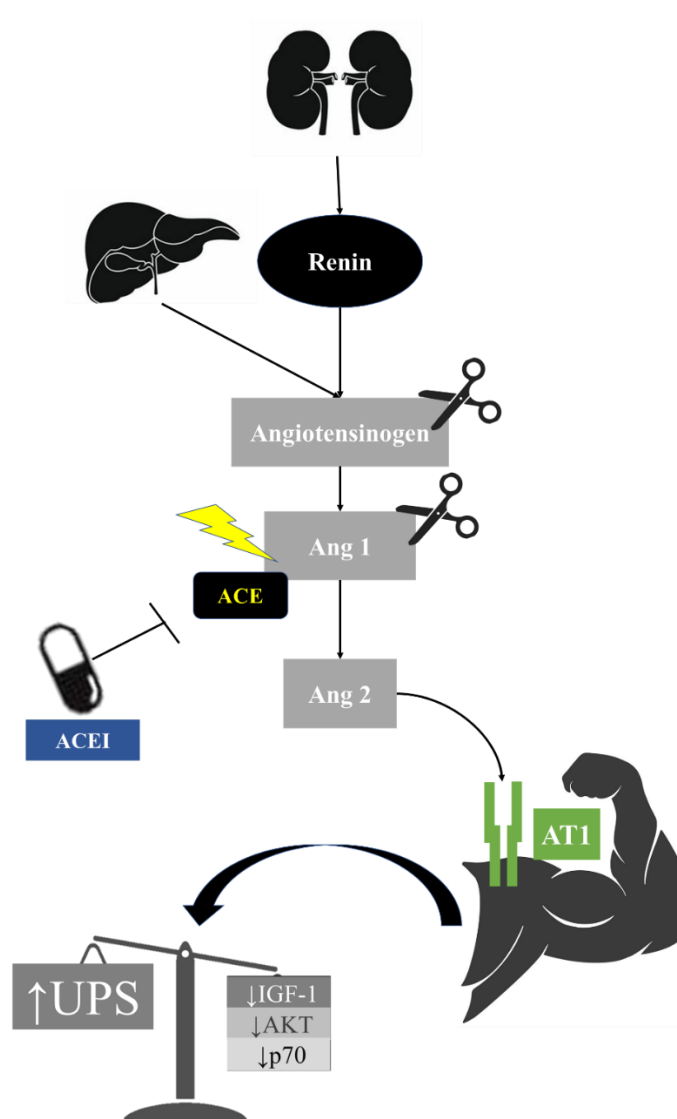 Renin
Angiotensinogen
Ang 1
ACE
ACEI
Ang 2
AT1
↑UPS
↓IGF-1
↓AKT
↓p70